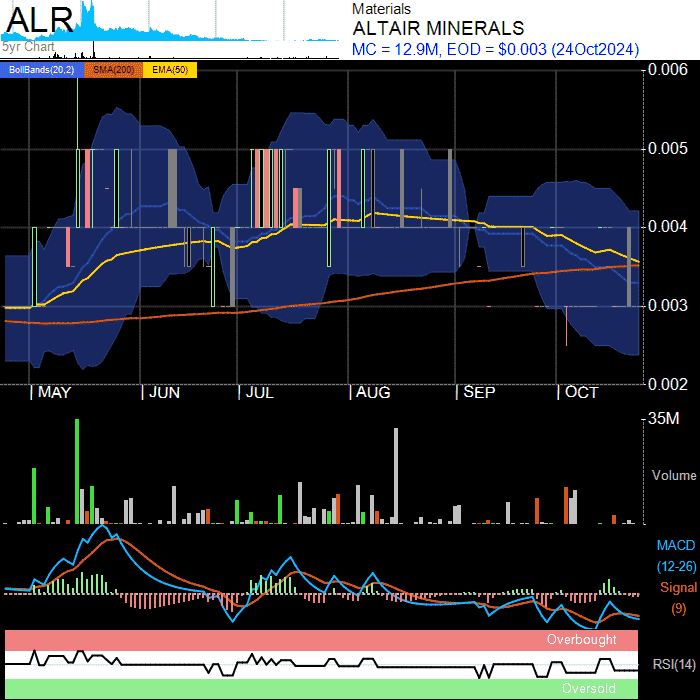 ALR
5yr Chart
Materials
ALTAIR MINERALS
MC = 12.9M, EOD = $0.003 (24Oct2024)
BollBands(20,2) SMA(200) EMA(50)
0.006
0.005
0.004
0.003
0.002
MAY JUN JUL AUG SEP OCT
35M
Volume
MACD
(12-26)
Signal
(9)
Overbought
RSI(14)
Oversold